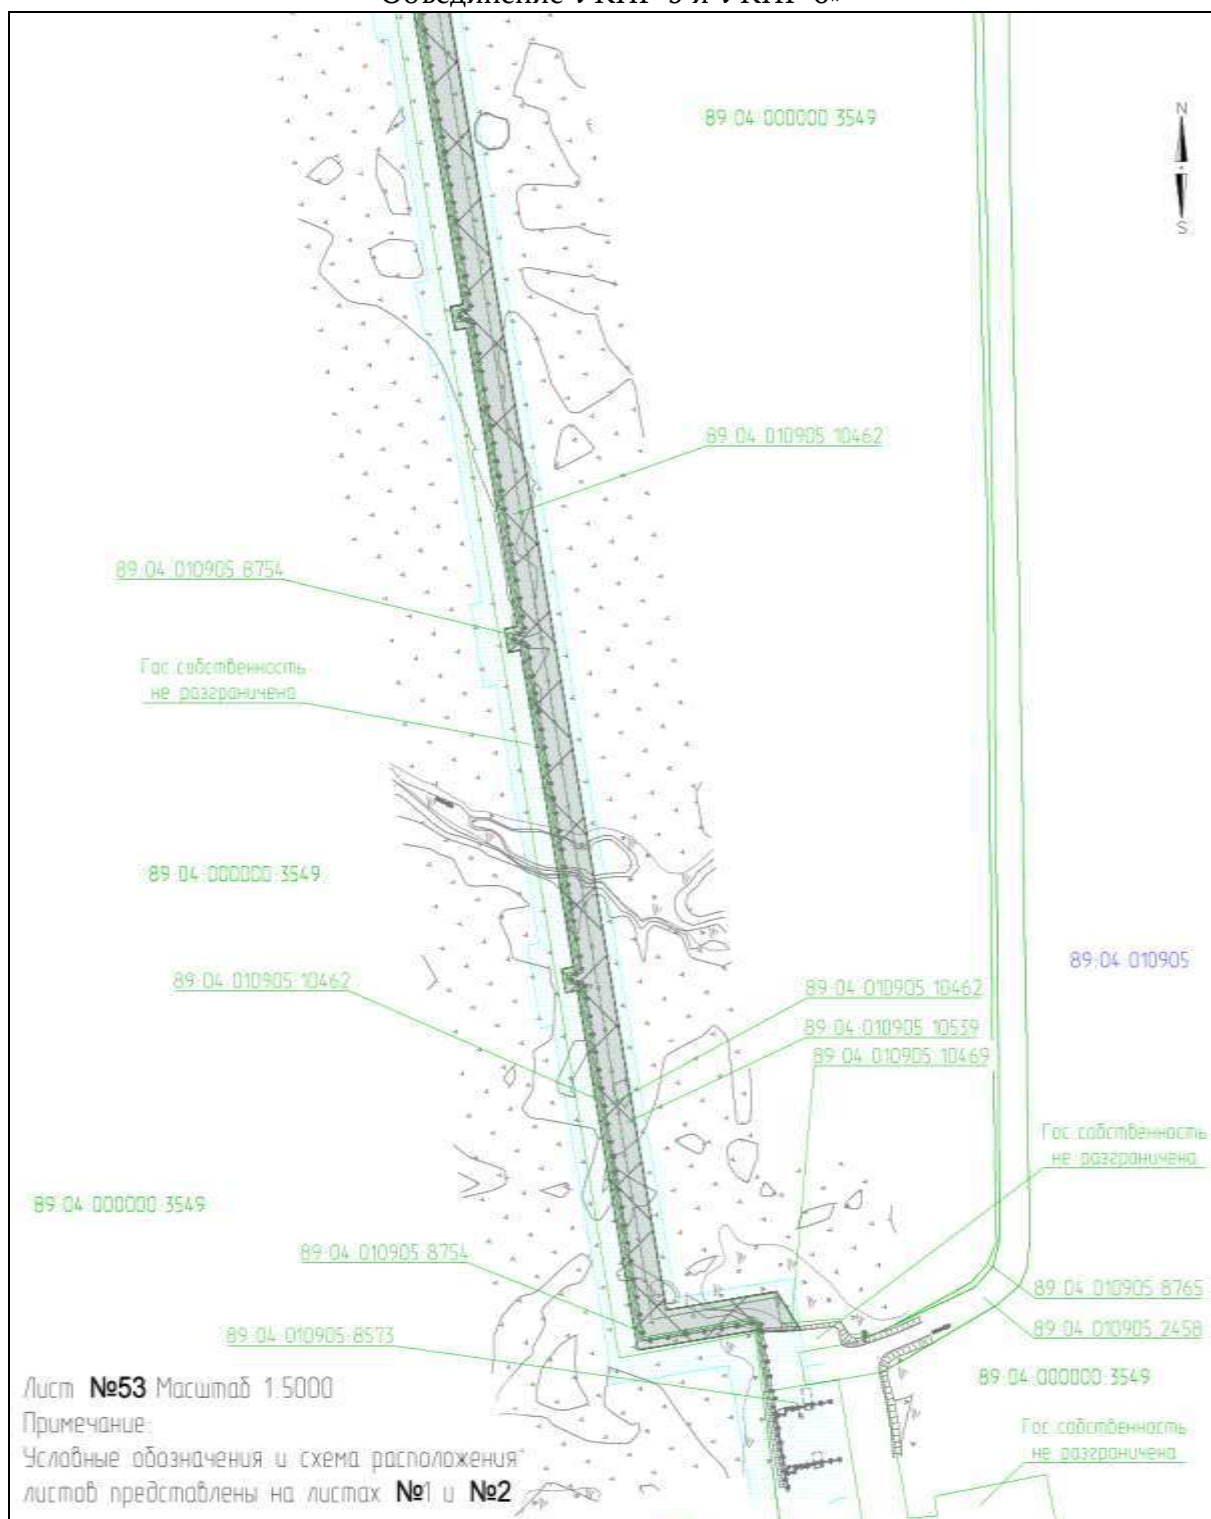 Объединение УКПГ-5 и УКПГ-6»
89:04:000000:3549
N
S
89:04:010905:10462
89:04:010905:8754
Гос.собственность
не разграничена
89:04:000000:3549
89:04:010905
89:04:010905:10462
89:04:010905:10462
89:04:010905:10539
89:04:010905:10469
Гос.собственность
не разграничена
89:04:000000:3549
89:04:010905:8754
89:04:010905:8765
89:04:010905:8573
89:04:010905:2458
89:04:000000:3549
Лист №53 Масштаб 1:5000
Примечание:
Условные обозначения и схема расположения
листов представлены на листах №1 и №2
Гос.собственность
не разграничена